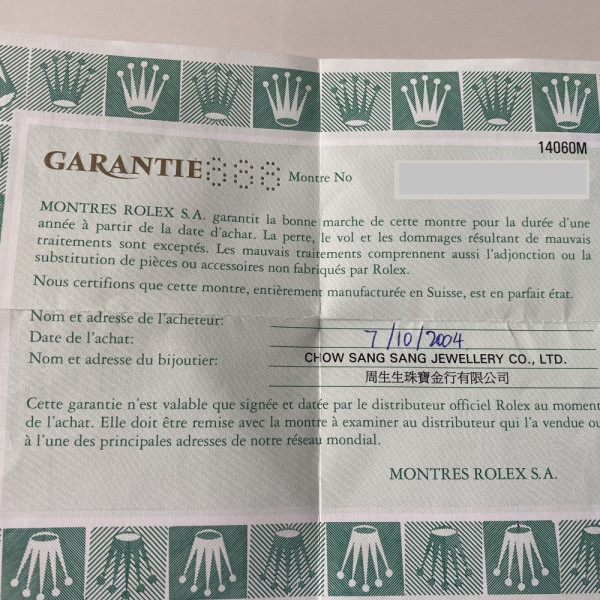 14060M
GARANTIE 888 Montre No
MONTRES ROLEX S.A. garantit la bonne marche de cette montre pour la durée d'une
année à partir de la date d'achat. La perte, le vol et les dommages résultant de mauvais
traitements sont exceptés. Les mauvais traitements comprennent aussi l'adjonction ou la
substitution de pièces ou accessoires non fabriqués par Rolex.
Nous certifions que cette montre, entièrement manufacturée en Suisse, est en parfait état.
Nom et adresse de l'acheteur:
Date de l'achat: 7/10/2004
Nom et adresse du bijoutier: CHOW SANG SANG JEWELLERY CO., LTD.
周生生珠寶金行有限公司
Cette garantie n'est valable que signée et datée par le distributeur officiel Rolex au moment
de l'achat. Elle doit être remise avec la montre à examiner au distributeur qui l'a vendue ou
à l'une des principales adresses de notre réseau mondial.
MONTRES ROLEX S.A.